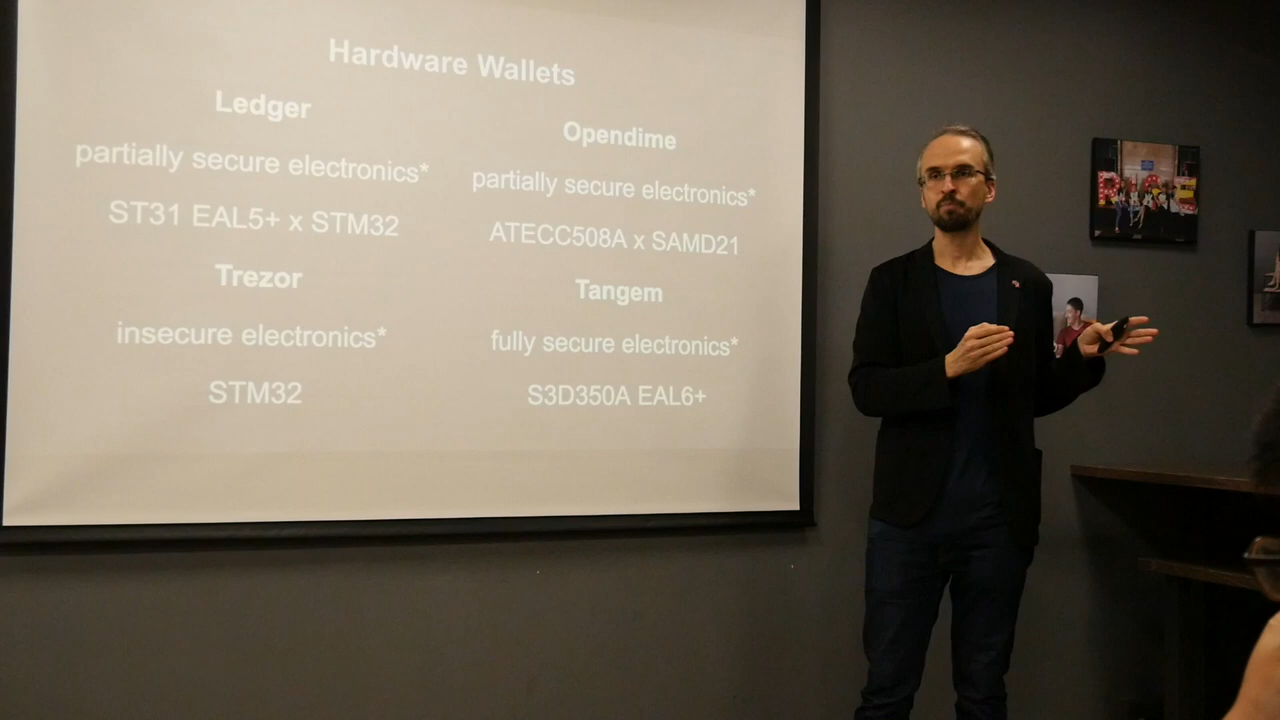 Hardware Wallets
Ledger
partially secure electronics*
ST31 EAL5+ x STM32
Trezor
insecure electronics*
STM32
Opendime
partially secure electronics*
ATECC508A x SAMD21
Tangem
fully secure electronics*
S3D350A EAL6+